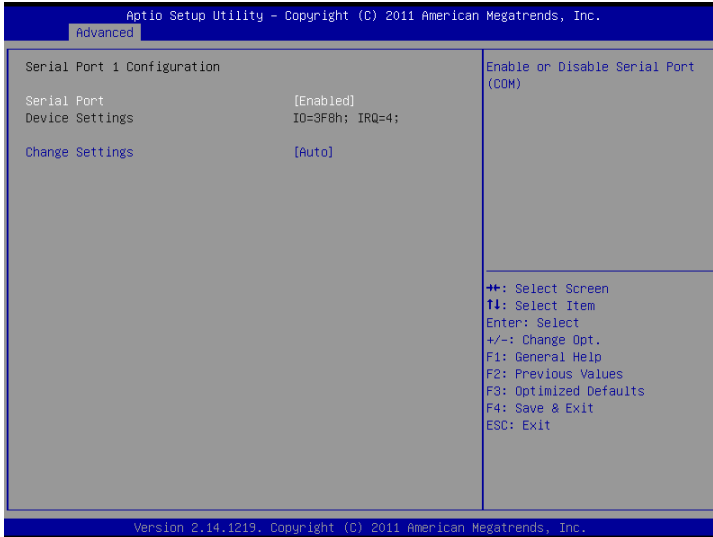 Aptio Setup Utility – Copyright (C) 2011 American Megatrends, Inc.
Advanced
Serial Port 1 Configuration
Serial Port [Enabled]
Device Settings IO=3F8h; IRQ=4;
Change Settings [Auto]
Enable or Disable Serial Port
(COM)
→←: Select Screen
↑↓: Select Item
Enter: Select
+/-: Change Opt.
F1: General Help
F2: Previous Values
F3: Optimized Defaults
F4: Save & Exit
ESC: Exit
Version 2.14.1219. Copyright (C) 2011 American Megatrends, Inc.